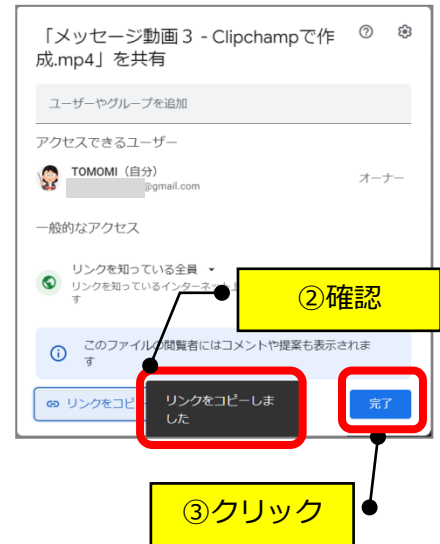 「メッセージ動画３ - Clipchampで作
成.mp4」を共有
ユーザーやグループを追加
アクセスできるユーザー
TOMOMI（自分）
@gmail.com
オーナー
一般的なアクセス
リンクを知っている全員
リンクを知っているインターネット上
す
②確認
このファイルの閲覧者にはコメントや提案も表示されま
す
リンクをコピー
リンクをコピーしま
した
完了
③クリック